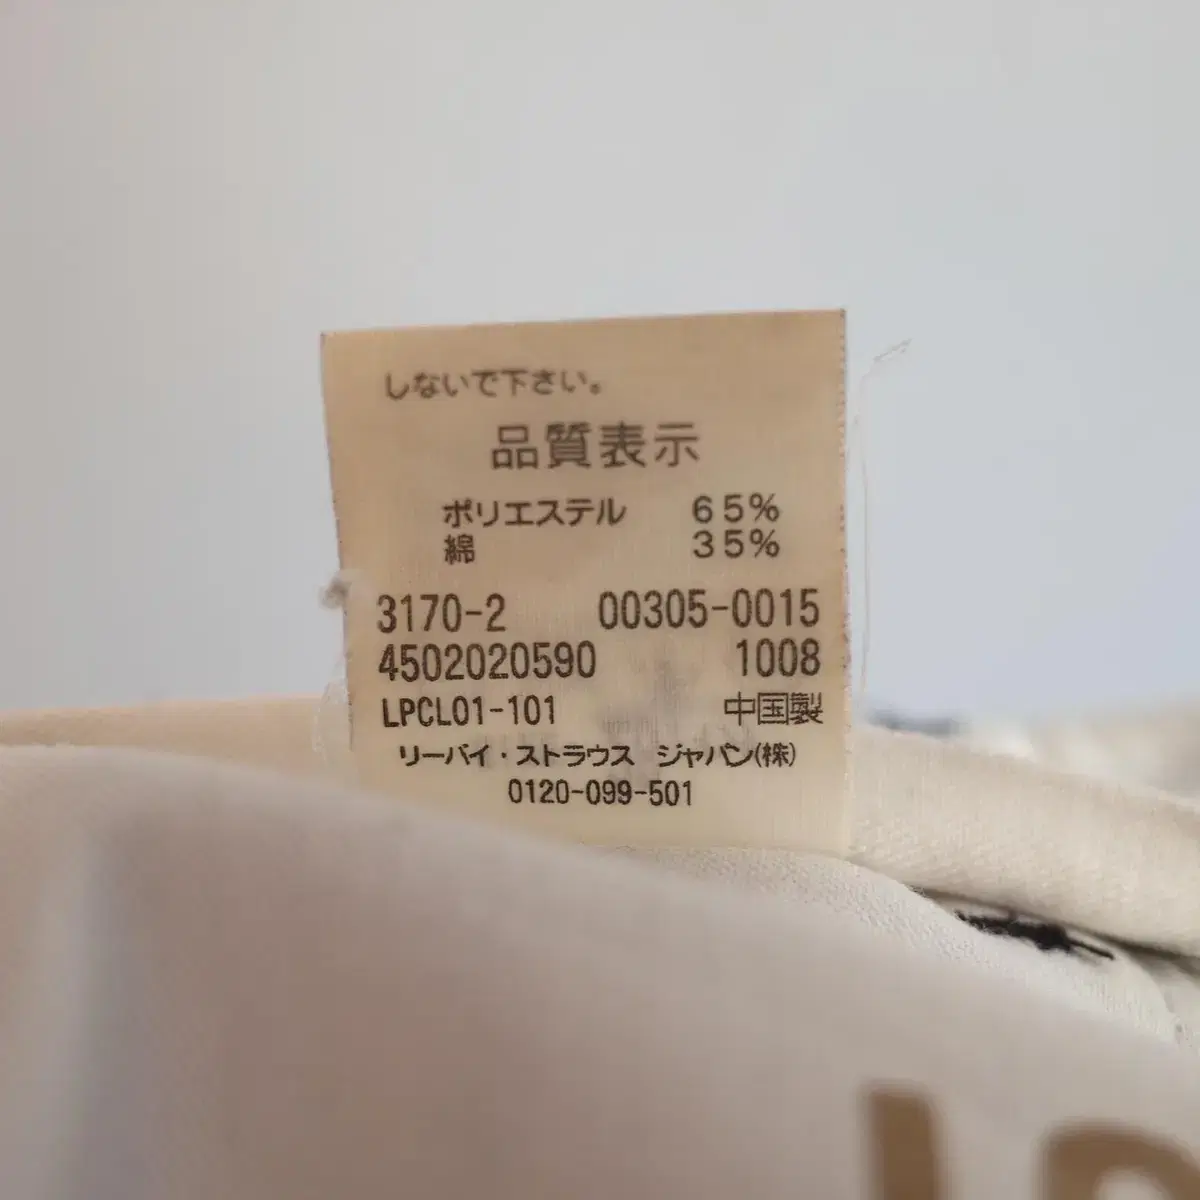 しないで下さい。
品質表示
ポリエステル 65%
綿 35%
3170-2 00305-0015
4502020590 1008
LPCL01-101 中国製
リーバイ・ストラウス ジャパン(株)
0120-099-501